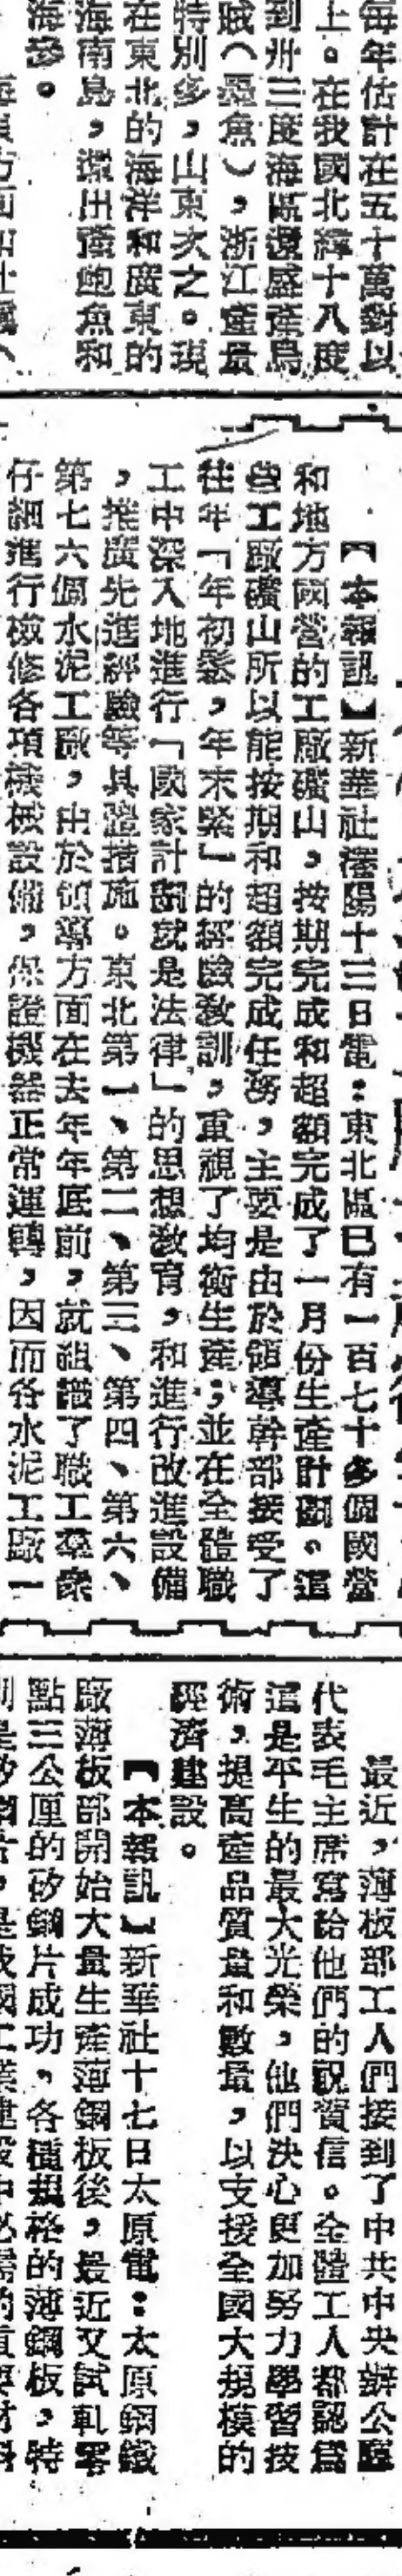 每年估計在五十萬對以
上。在我國北緯十八度
到卅三度海區還盛產烏
賊（墨魚），浙江產最
特別多，山東次之。現
在東北的海洋和廣東的
海南島，還出產鮑魚和
海參。
【本報訊】新華社瀋陽十三日電：東北區已有一百七十多個國營
和地方國營的工廠礦山，按期完成和超額完成了一月份生產計劃。這
些工廠礦山所以能按期和超額完成任務，主要是由於領導幹部接受了
往年「年初鬆，年末緊」的經驗教訓，重視了均衡生產；並在全體職
工中深入地進行「國家計劃就是法律」的思想教育，和進行改進設備
，推廣先進經驗等具體措施。東北第一、第二、第三、第四、第六、
第七六個水泥工廠，由於領導方面在去年年底前，就組織了職工羣衆
仔細進行檢修各項機械設備，保證機器正常運轉，因而各水泥工廠一
最近，薄板部工人們接到了中共中央辦公廳
代表毛主席寫給他們的祝賀信。全體工人都認爲
這是平生的最大光榮，他們決心更加努力學習技
術，提高產品質量和數量，以支援全國大規模的
經濟建設。
【本報訊】新華社十七日太原電：太原鋼鐵
廠薄板部開始大量生產薄鋼板後，最近又試軋零
點三公厘的矽鋼片成功。各種規格的薄鋼板，特